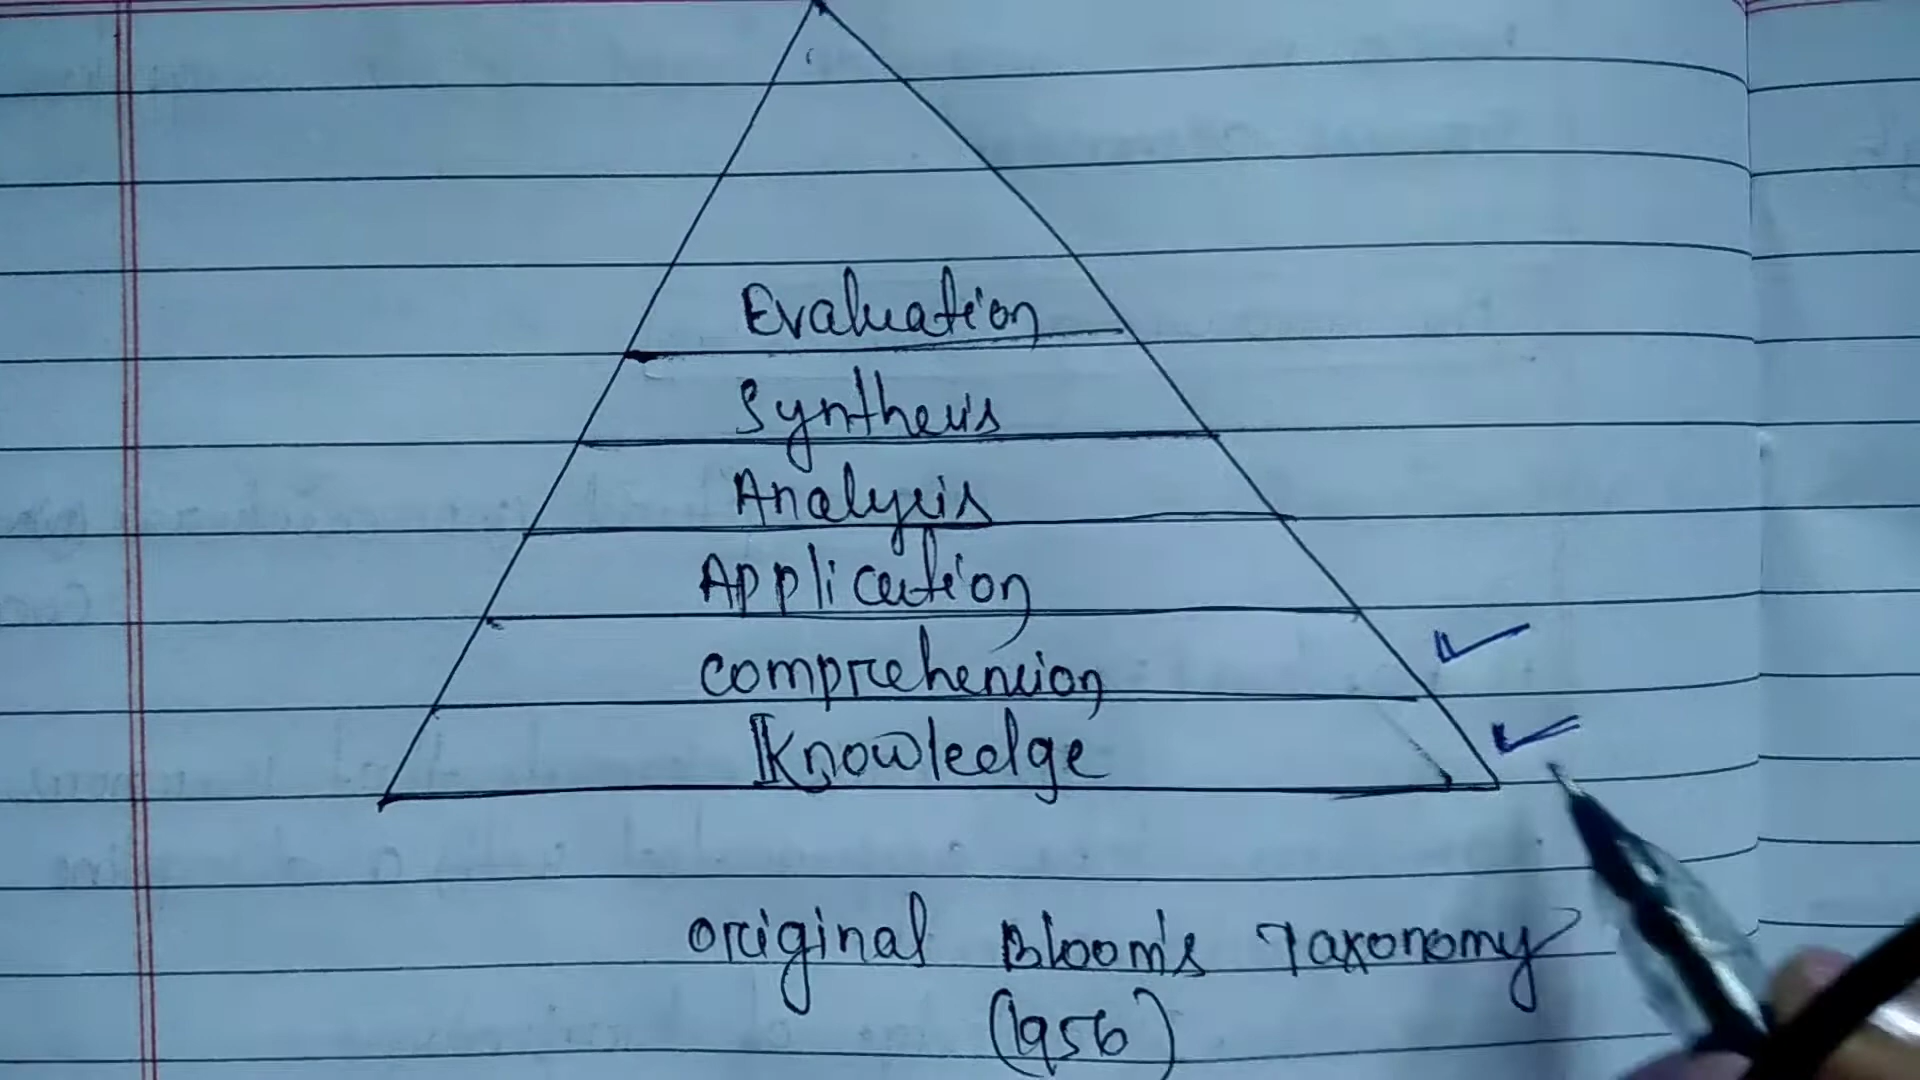 Evaluation
Synthesis
Analysis
Application
Comprehension
Knowledge
Original Bloom's Taxonomy
(1956)